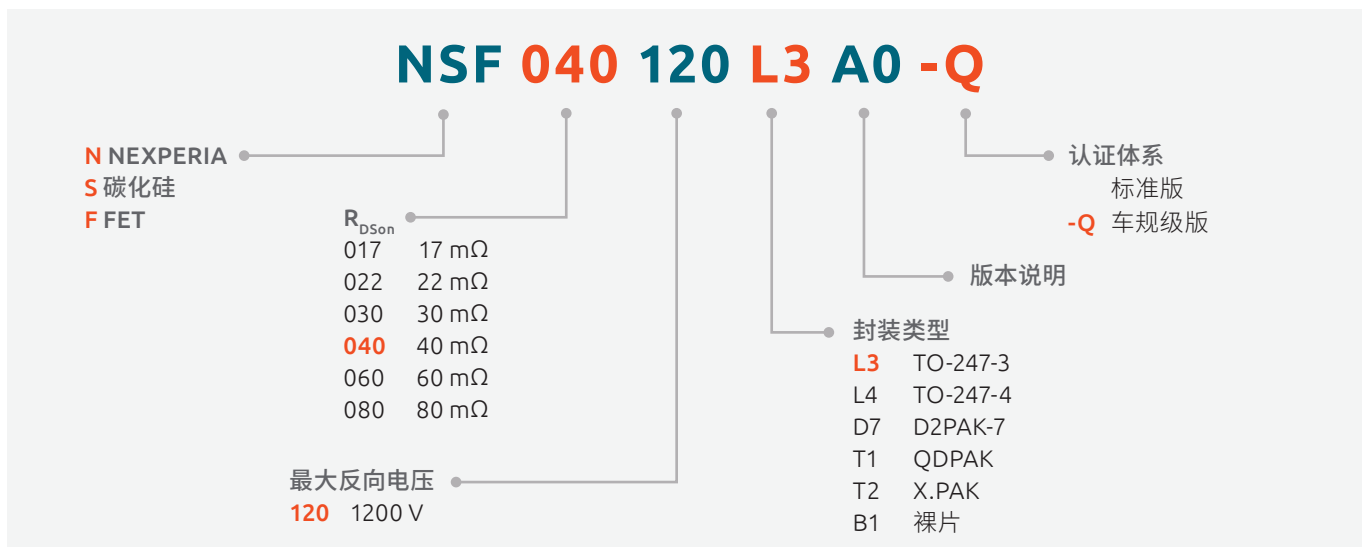 NSF 040 120 L3 A0 -Q
N NEXPERIA
S 碳化硅
F FET
RDSon
017 17 mΩ
022 22 mΩ
030 30 mΩ
040 40 mΩ
060 60 mΩ
080 80 mΩ
最大反向电压
120 1200 V
认证体系
标准版
-Q 车规级版
版本说明
封装类型
L3 TO-247-3
L4 TO-247-4
D7 D2PAK-7
T1 QDPAK
T2 X.PAK
B1 裸片